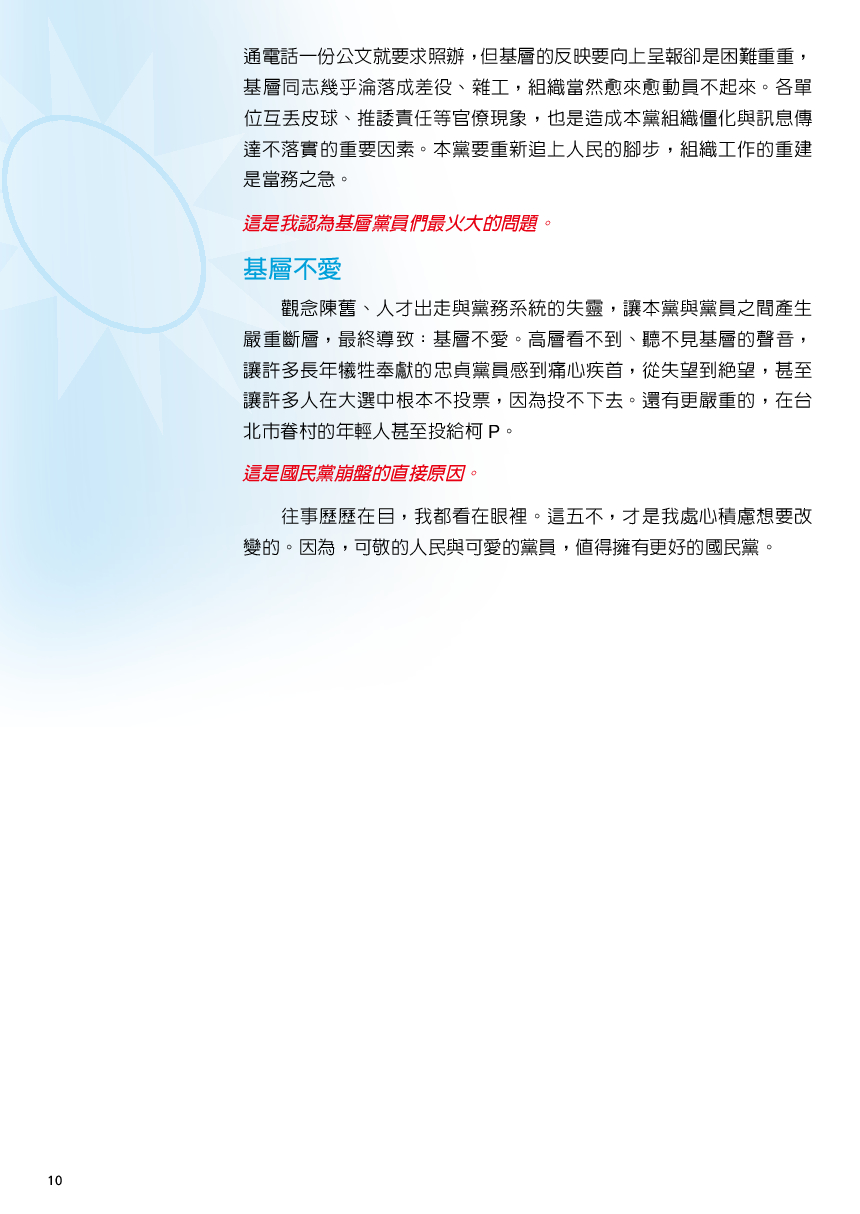 通電話一份公文就要求照辦，但基層的反映要向上呈報卻是困難重重，
基層同志幾乎淪落成差役、雜工，組織當然愈來愈動員不起來。各單
位互丟皮球、推諉責任等官僚現象，也是造成本黨組織僵化與訊息傳
達不落實的重要因素。本黨要重新追上人民的腳步，組織工作的重建
是當務之急。
這是我認為基層黨員們最火大的問題。
基層不愛
觀念陳舊、人才出走與黨務系統的失靈，讓本黨與黨員之間產生
嚴重斷層，最終導致：基層不愛。高層看不到、聽不見基層的聲音，
讓許多長年犧牲奉獻的忠貞黨員感到痛心疾首，從失望到絕望，甚至
讓許多人在大選中根本不投票，因為投不下去。還有更嚴重的，在台
北市眷村的年輕人甚至投給柯 P。
這是國民黨崩盤的直接原因。
往事歷歷在目，我都看在眼裡。這五不，才是我處心積慮想要改
變的。因為，可敬的人民與可愛的黨員，值得擁有更好的國民黨。
10